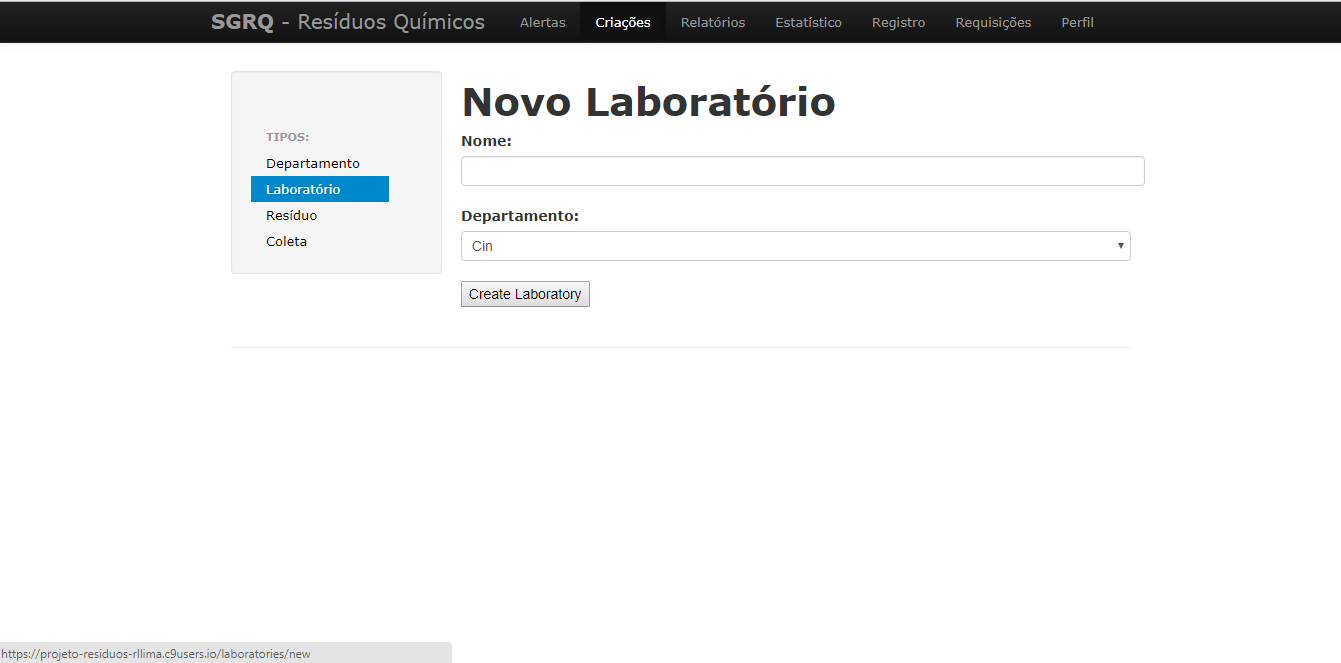 SGRQ - Resíduos Químicos Alertas Criações Relatórios Estatístico Registro Requisições Perfil
TIPOS:
Departamento
Laboratório
Resíduo
Coleta
Novo Laboratório
Nome:
Departamento:
Cin
Create Laboratory
https://projeto-residuos-rllima.c9users.io/laboratories/new